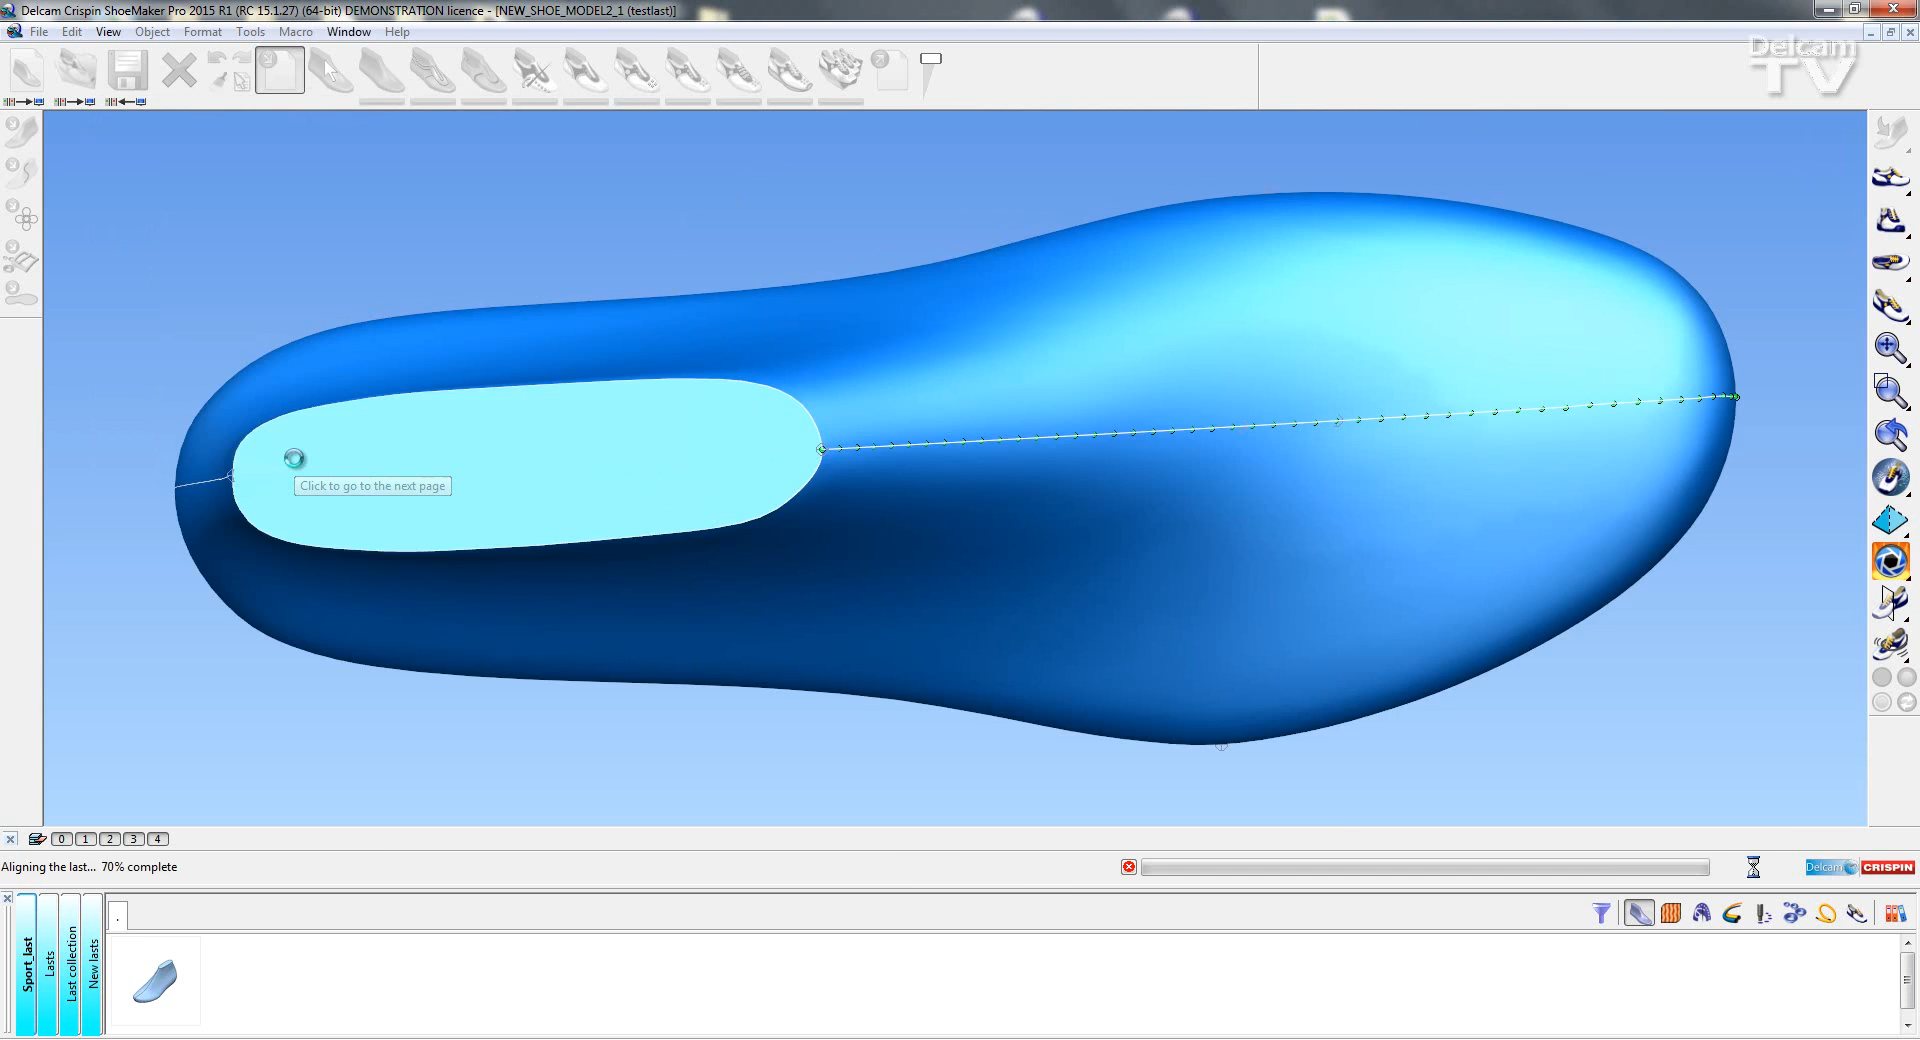 Delcam Crispin ShoeMaker Pro 2015 R1 (RC 15.1.27) (64-bit) DEMONSTRATION licence - [NEW_SHOE_MODEL2_1 (testlast)]
File Edit View Object Format Tools Macro Window Help
Delcam
TV
Click to go to the next page
0 1 2 3 4
Aligning the last... 70% complete
Delcam CRISPIN
.
Sport_last
Lasts
Last collection
New lasts